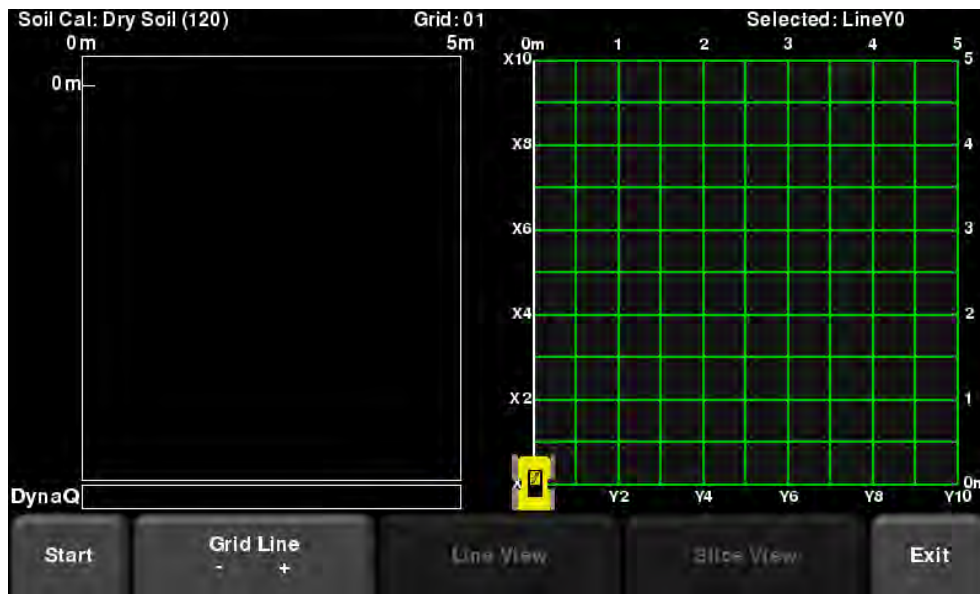 Soil Cal: Dry Soil (120) Grid: 01 Selected: LineY0
0m 5m 0m 1 2 3 4 5
X10 5
0m
X8 4
X6 3
X4 2
X2 1
X 0m
DynaQ Y2 Y4 Y6 Y8 Y10
Start Grid Line Line View Slice View Exit
- +